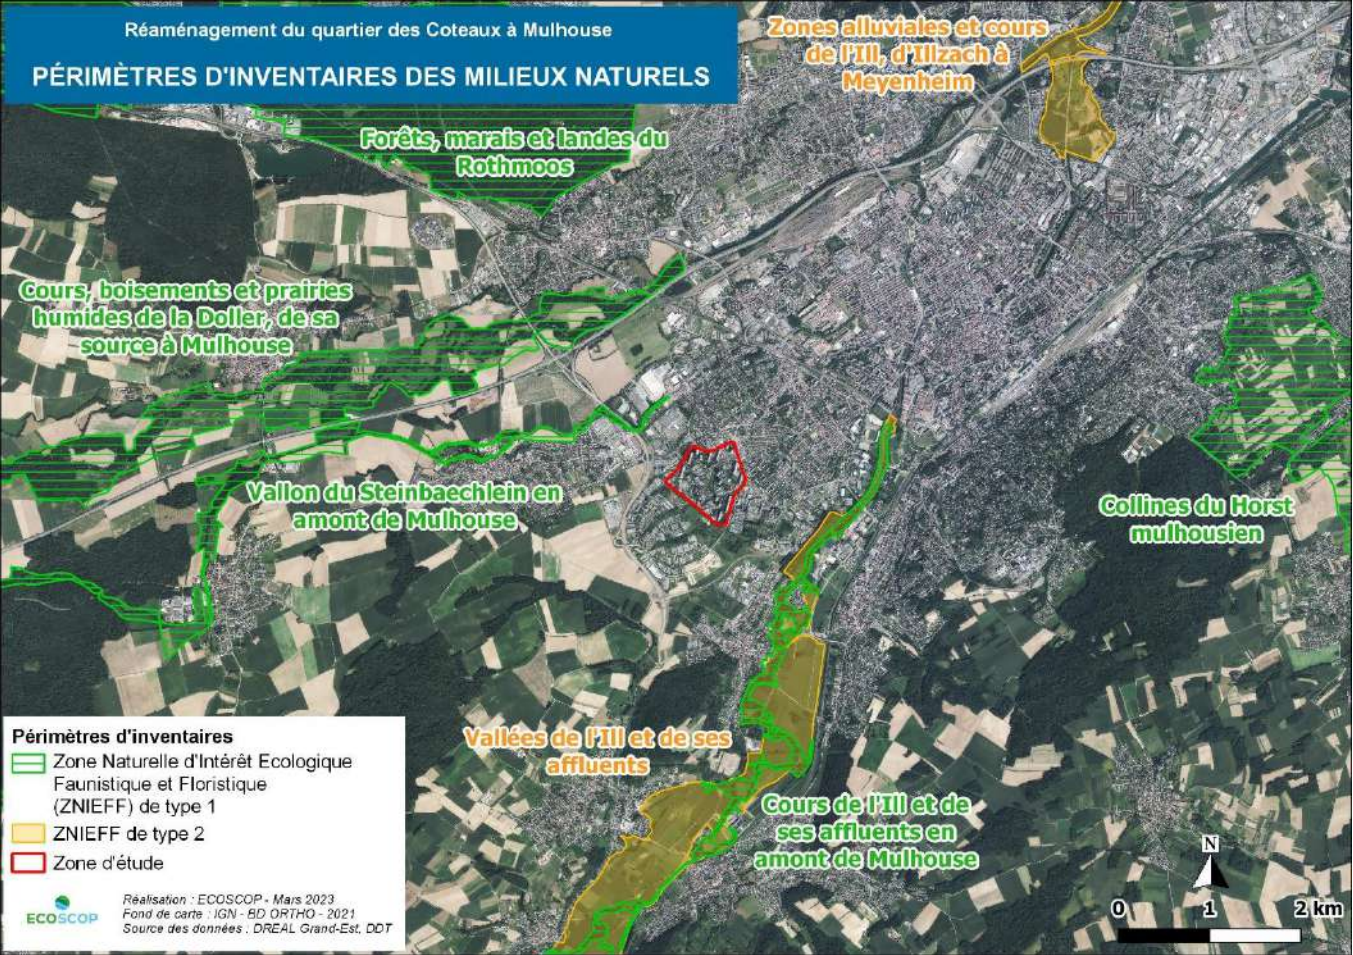 Réaménagement du quartier des Coteaux à Mulhouse
PÉRIMÈTRES D'INVENTAIRES DES MILIEUX NATURELS
Zones alluviales et cours
de l'Ill, d'Illzach à
Meyenheim
Forêts, marais et landes du
Rothmoos
Cours, boisements et prairies
humides de la Doller, de sa
source à Mulhouse
Vallon du Steinbaechlein en
amont de Mulhouse
Collines du Horst
mulhousien
Vallées de l'Ill et de ses
affluents
Cours de l'Ill et de
ses affluents en
amont de Mulhouse
Périmètres d'inventaires
Zone Naturelle d'Intérêt Ecologique
Faunistique et Floristique
(ZNIEFF) de type 1
ZNIEFF de type 2
Zone d'étude
ECOSCOP
Réalisation : ECOSCOP - Mars 2023
Fond de carte : IGN - BD ORTHO - 2021
Source des données : DREAL Grand-Est, DDT
N
0 1 2 km